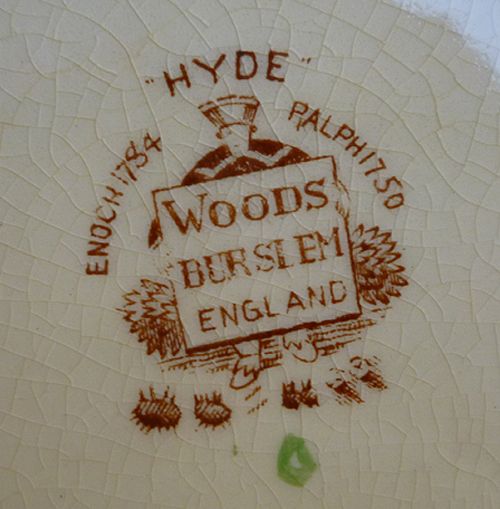 "HYDE"
ENOCH 1784
RALPH 1750
WOODS
BURSLEM
ENGLAND